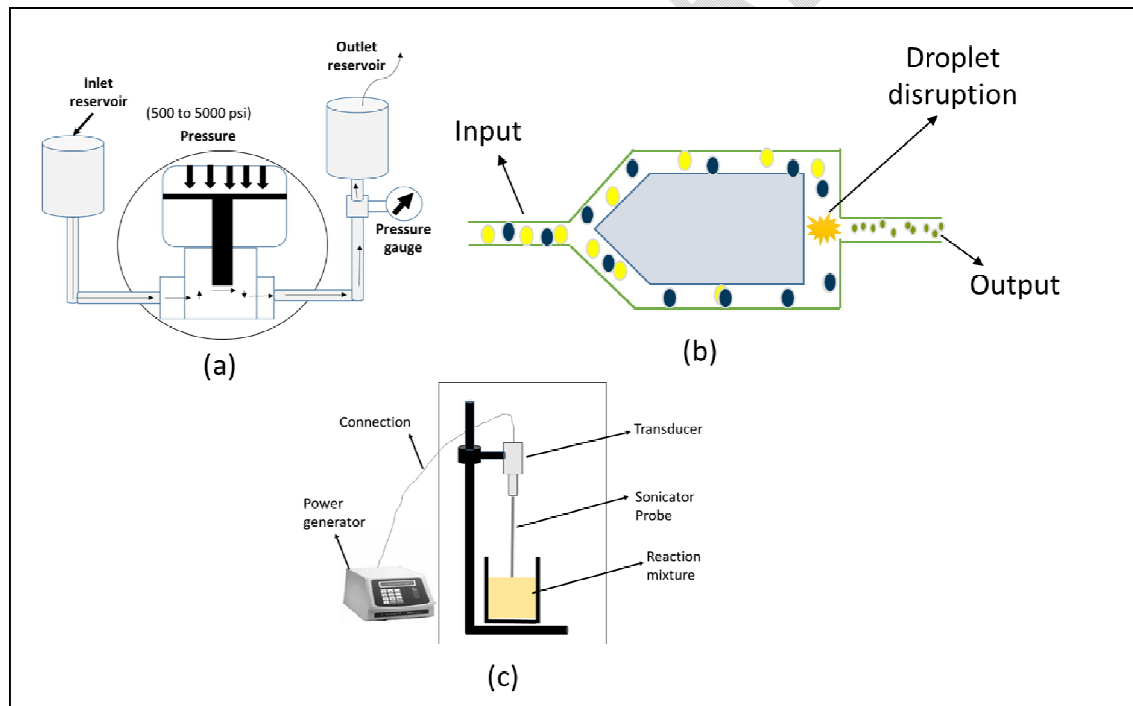 Inlet
reservoir
(500 to 5000 psi)
Pressure
Outlet
reservoir
Pressure
gauge
(a)
Input
Droplet
disruption
Output
(b)
Connection
Power
generator
Transducer
Sonicator
Probe
Reaction
mixture
(c)